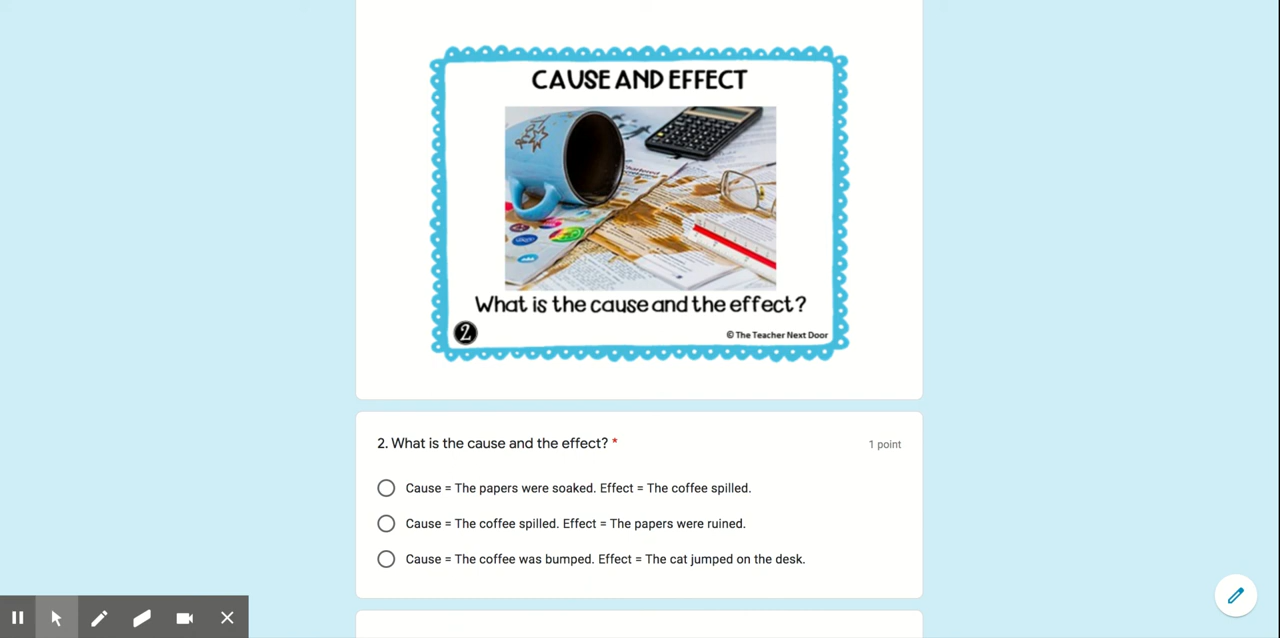 CAUSE AND EFFECT
What is the cause and the effect?
2
© The Teacher Next Door
2. What is the cause and the effect? *
1 point
Cause = The papers were soaked. Effect = The coffee spilled.
Cause = The coffee spilled. Effect = The papers were ruined.
Cause = The coffee was bumped. Effect = The cat jumped on the desk.